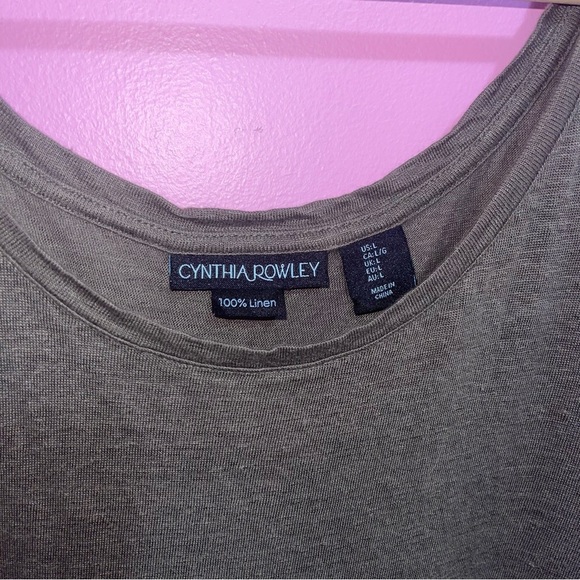 CYNTHIA ROWLEY
100% Linen
US:L
CA:L/G
UK:L
EU:L
AU:L
MADE IN
CHINA